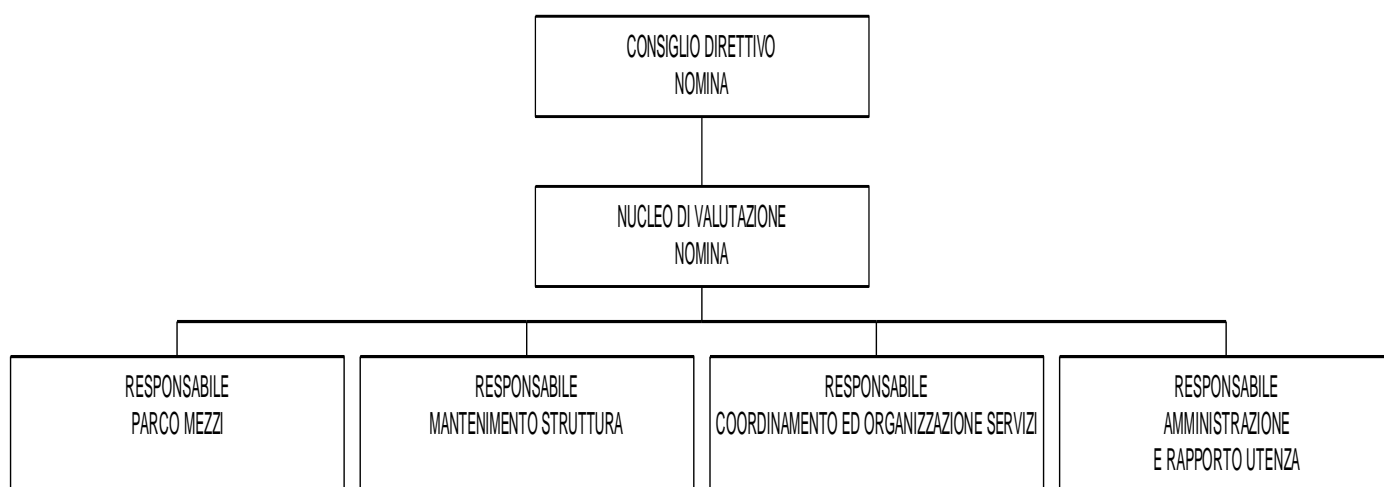 CONSIGLIO DIRETTIVO
NOMINA
NUCLEO DI VALUTAZIONE
NOMINA
RESPONSABILE
PARCO MEZZI
RESPONSABILE
MANTENIMENTO STRUTTURA
RESPONSABILE
COORDINAMENTO ED ORGANIZZAZIONE SERVIZI
RESPONSABILE
AMMINISTRAZIONE
E RAPPORTO UTENZA